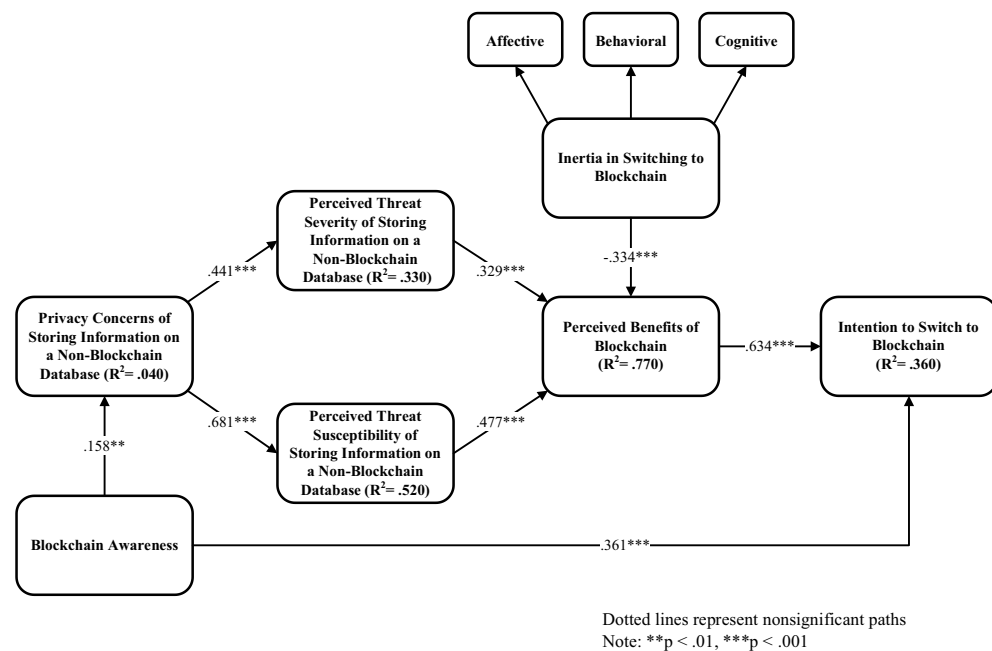 Affective
Behavioral
Cognitive
Inertia in Switching to
Blockchain
Perceived Threat
Severity of Storing
Information on a
Non-Blockchain
Database (R²= .330)
.441***
.329***
-.334***
Privacy Concerns of
Storing Information on
a Non-Blockchain
Database (R²= .040)
Perceived Benefits of
Blockchain
(R²= .770)
.634***
Intention to Switch to
Blockchain
(R²= .360)
.681***
.477***
Perceived Threat
Susceptibility of
Storing Information on
a Non-Blockchain
Database (R²= .520)
.158**
Blockchain Awareness
.361***
Dotted lines represent nonsignificant paths
Note: **p < .01, ***p < .001